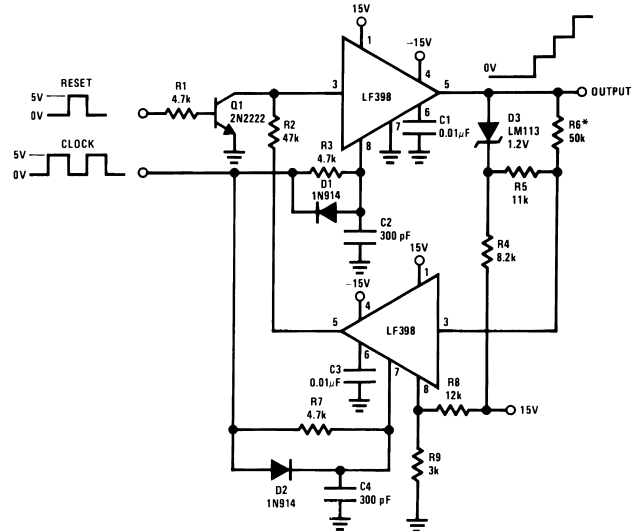 15V
1
-15V
4
0V
RESET
5V
0V
R1
4.7k
Q1
2N2222
3
LF398
5
OUTPUT
6
7
8
C1
0.01μF
D3
LM113
1.2V
R6*
50k
R2
47k
CLOCK
5V
0V
R3
4.7k
D1
1N914
R5
11k
C2
300 pF
R4
8.2k
15V
1
-15V
4
5
LF398
3
6
7
8
C3
0.01μF
R8
12k
15V
R7
4.7k
R9
3k
D2
1N914
C4
300 pF